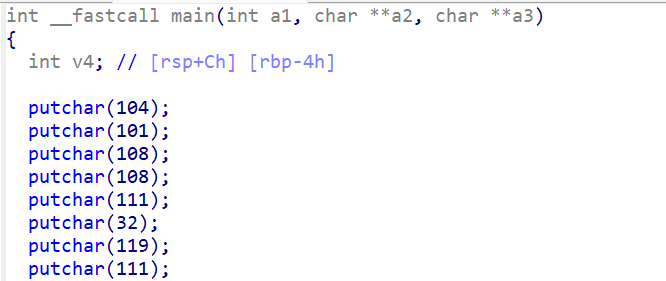 int __fastcall main(int a1, char **a2, char **a3)
{
int v4; // [rsp+Ch] [rbp-4h]
putchar(104);
putchar(101);
putchar(108);
putchar(108);
putchar(111);
putchar(32);
putchar(119);
putchar(111);